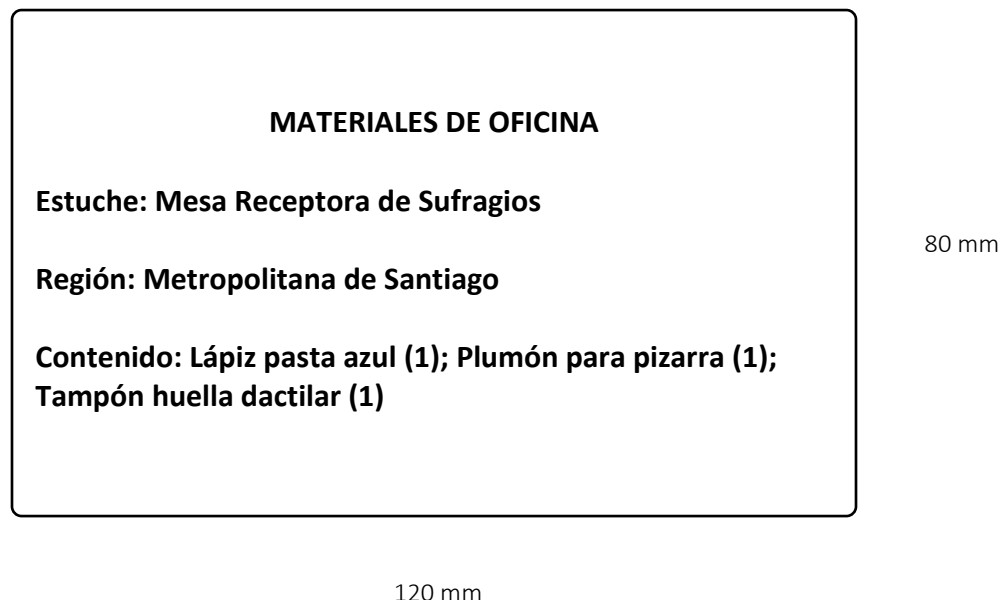 MATERIALES DE OFICINA
Estuche: Mesa Receptora de Sufragios
80 mm
Región: Metropolitana de Santiago
Contenido: Lápiz pasta azul (1); Plumón para pizarra (1);
Tampón huella dactilar (1)
120 mm